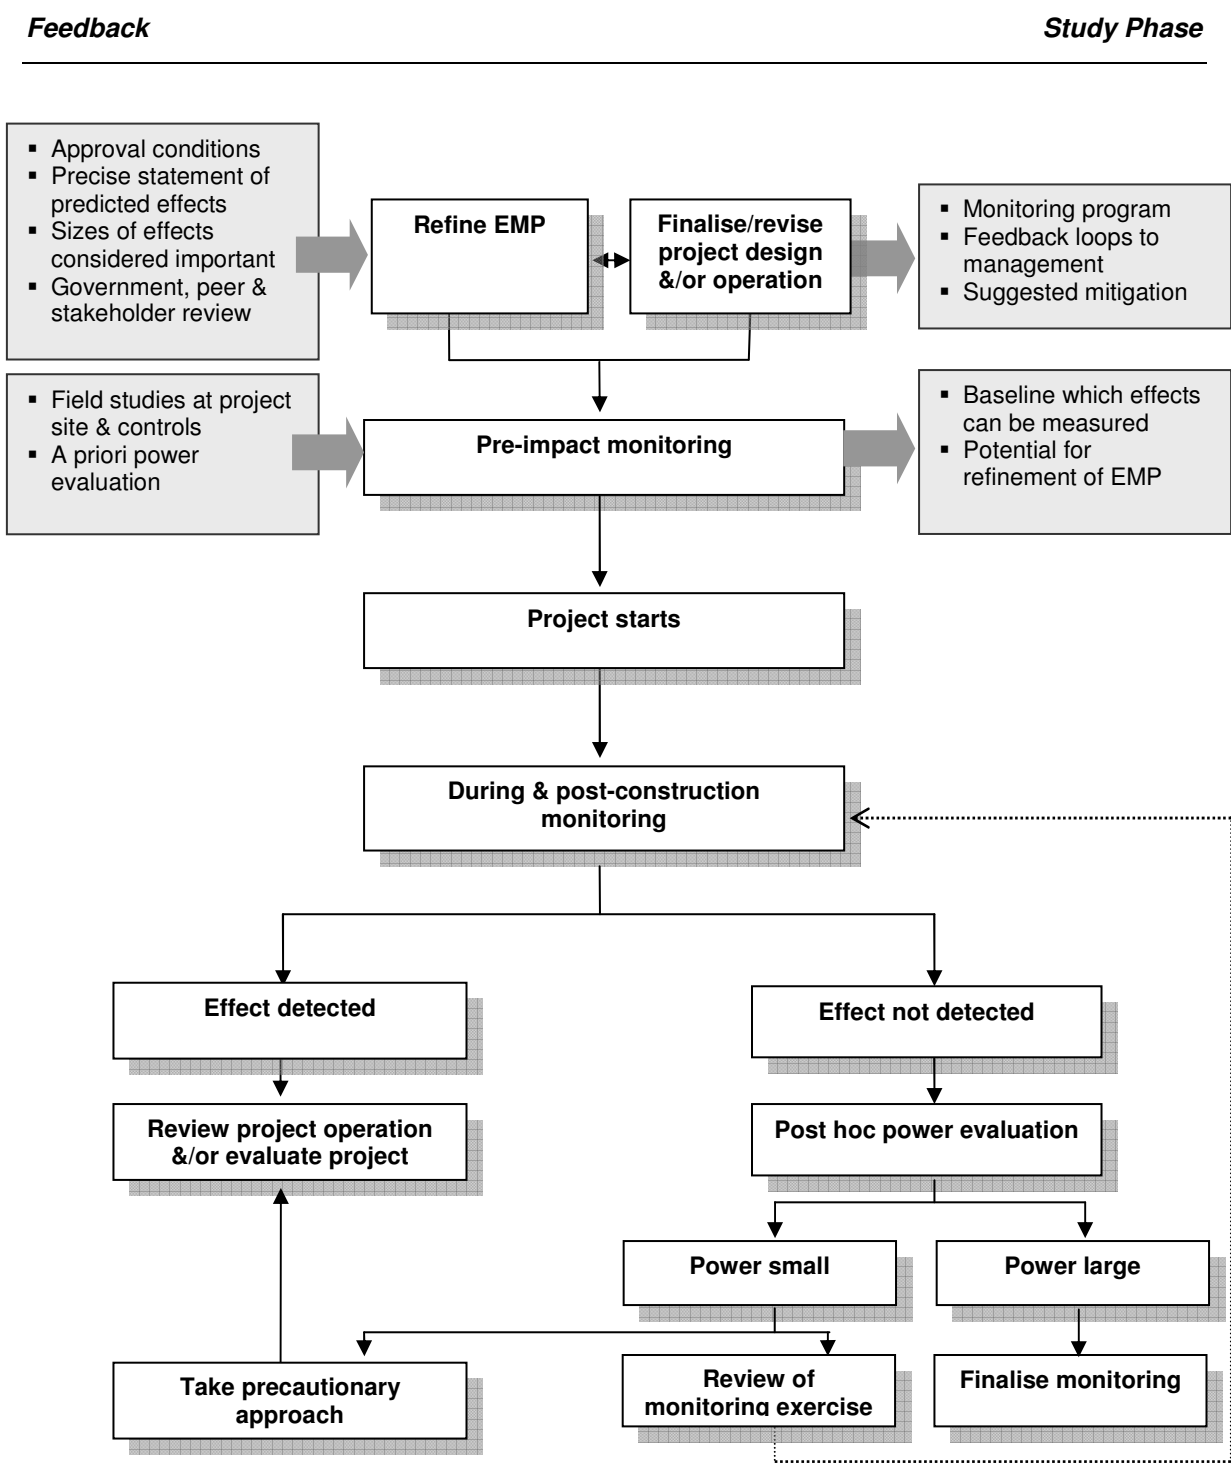 Feedback
Study Phase
▪ Approval conditions
▪ Precise statement of
predicted effects
▪ Sizes of effects
considered important
▪ Government, peer &
stakeholder review
Refine EMP
Finalise/revise
project design
&/or operation
▪ Monitoring program
▪ Feedback loops to
management
▪ Suggested mitigation
▪ Field studies at project
site & controls
▪ A priori power
evaluation
Pre-impact monitoring
▪ Baseline which effects
can be measured
▪ Potential for
refinement of EMP
Project starts
During & post-construction
monitoring
Effect detected
Effect not detected
Review project operation
&/or evaluate project
Post hoc power evaluation
Power small
Power large
Take precautionary
approach
Review of
monitoring exercise
Finalise monitoring